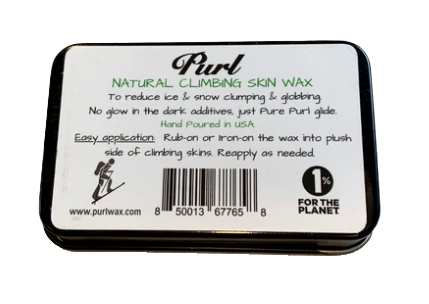 Purl
NATURAL CLIMBING SKIN WAX
To reduce ice & snow clumping & globbing
No glow in the dark additives, just Pure Purl glide.
Hand Poured in USA
Easy application: Rub-on or Iron-on the wax into plush
side of climbing skins. Reapply as needed.
1%
FOR THE
PLANET
www.purlwax.com
8 50013 67765 8